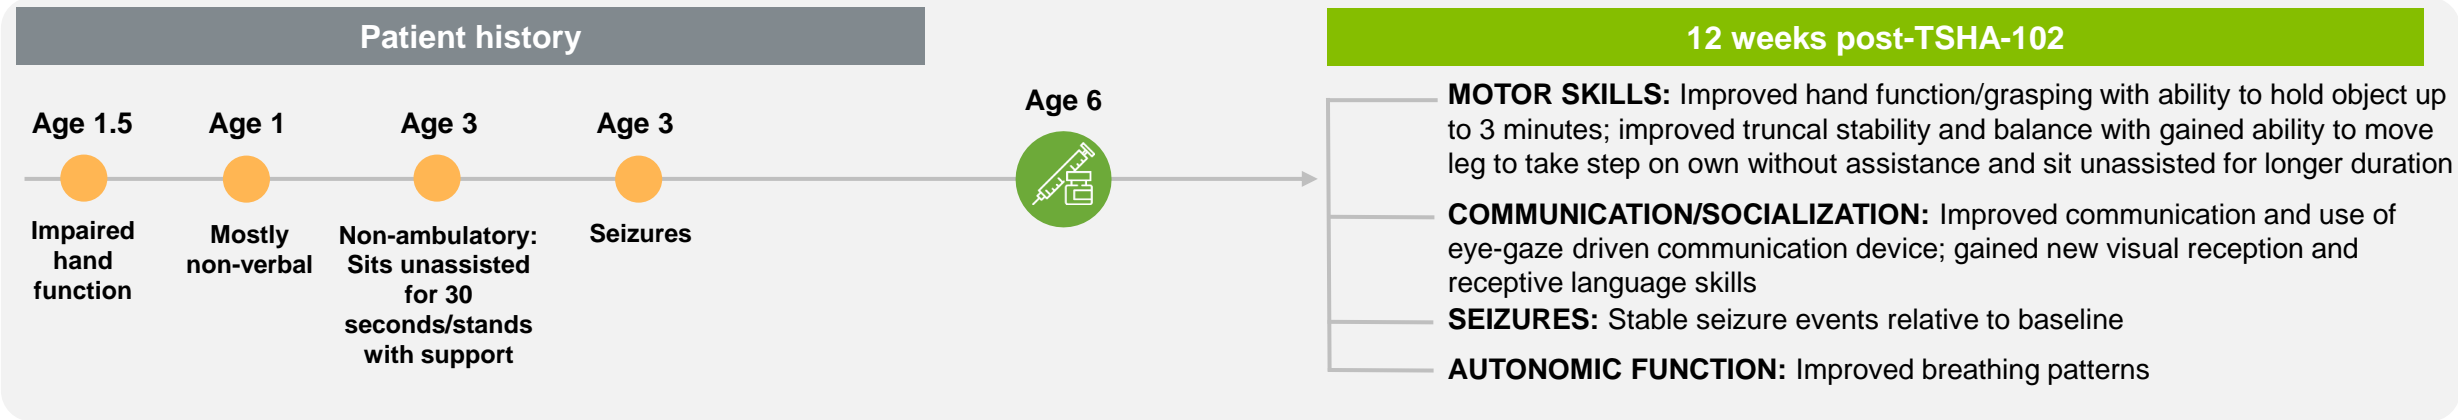 Patient history
12 weeks post-TSHA-102
Age 1.5
Impaired
hand
function
Age 1
Mostly
non-verbal
Age 3
Non-ambulatory:
Sits unassisted
for 30
seconds/stands
with support
Age 3
Seizures
Age 6
MOTOR SKILLS: Improved hand function/grasping with ability to hold object up
to 3 minutes; improved truncal stability and balance with gained ability to move
leg to take step on own without assistance and sit unassisted for longer duration
COMMUNICATION/SOCIALIZATION: Improved communication and use of
eye-gaze driven communication device; gained new visual reception and
receptive language skills
SEIZURES: Stable seizure events relative to baseline
AUTONOMIC FUNCTION: Improved breathing patterns